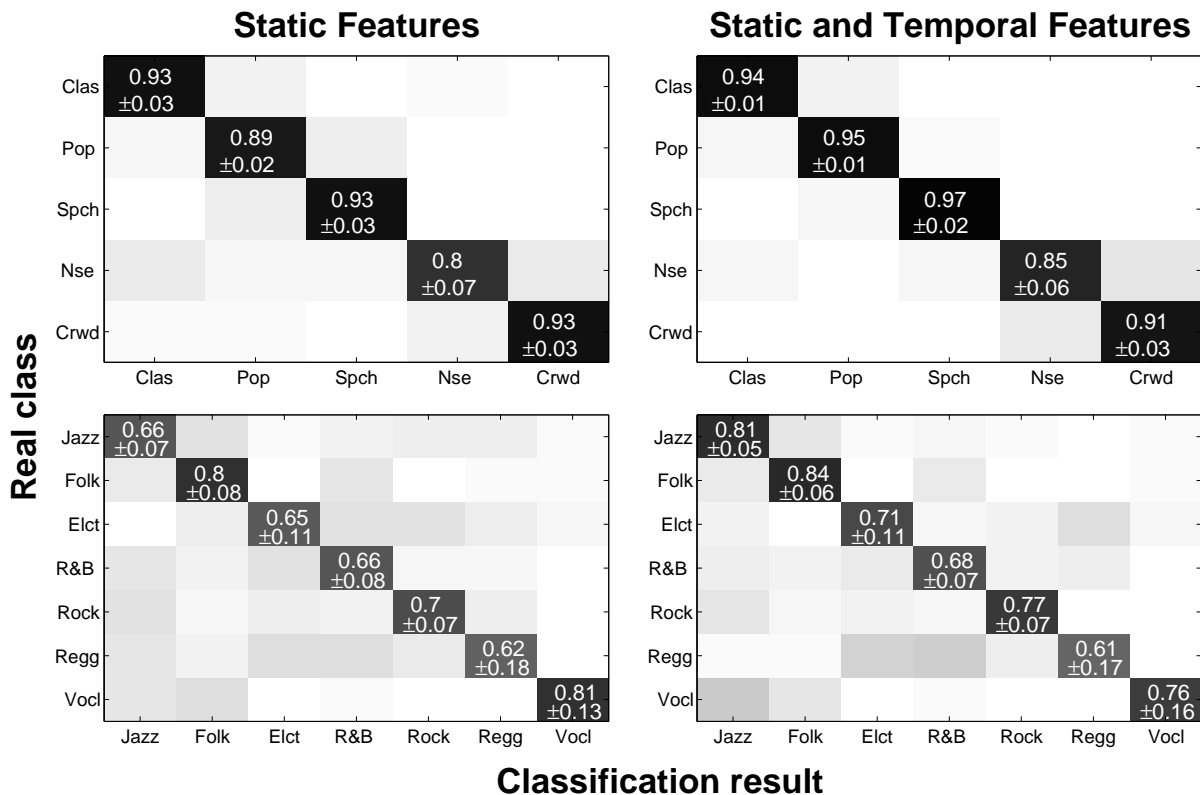 Static Features
Static and Temporal Features
Real class
Clas
0.93
±0.03
Pop
0.89
±0.02
Spch
0.93
±0.03
Nse
0.8
±0.07
Crwd
0.93
±0.03
Clas Pop Spch Nse Crwd
Clas
0.94
±0.01
Pop
0.95
±0.01
Spch
0.97
±0.02
Nse
0.85
±0.06
Crwd
0.91
±0.03
Clas Pop Spch Nse Crwd
Jazz
0.66
±0.07
Folk
0.8
±0.08
Elct
0.65
±0.11
R&B
0.66
±0.08
Rock
0.7
±0.07
Regg
0.62
±0.18
Vocl
0.81
±0.13
Jazz Folk Elct R&B Rock Regg Vocl
Jazz
0.81
±0.05
Folk
0.84
±0.06
Elct
0.71
±0.11
R&B
0.68
±0.07
Rock
0.77
±0.07
Regg
0.61
±0.17
Vocl
0.76
±0.16
Jazz Folk Elct R&B Rock Regg Vocl
Classification result